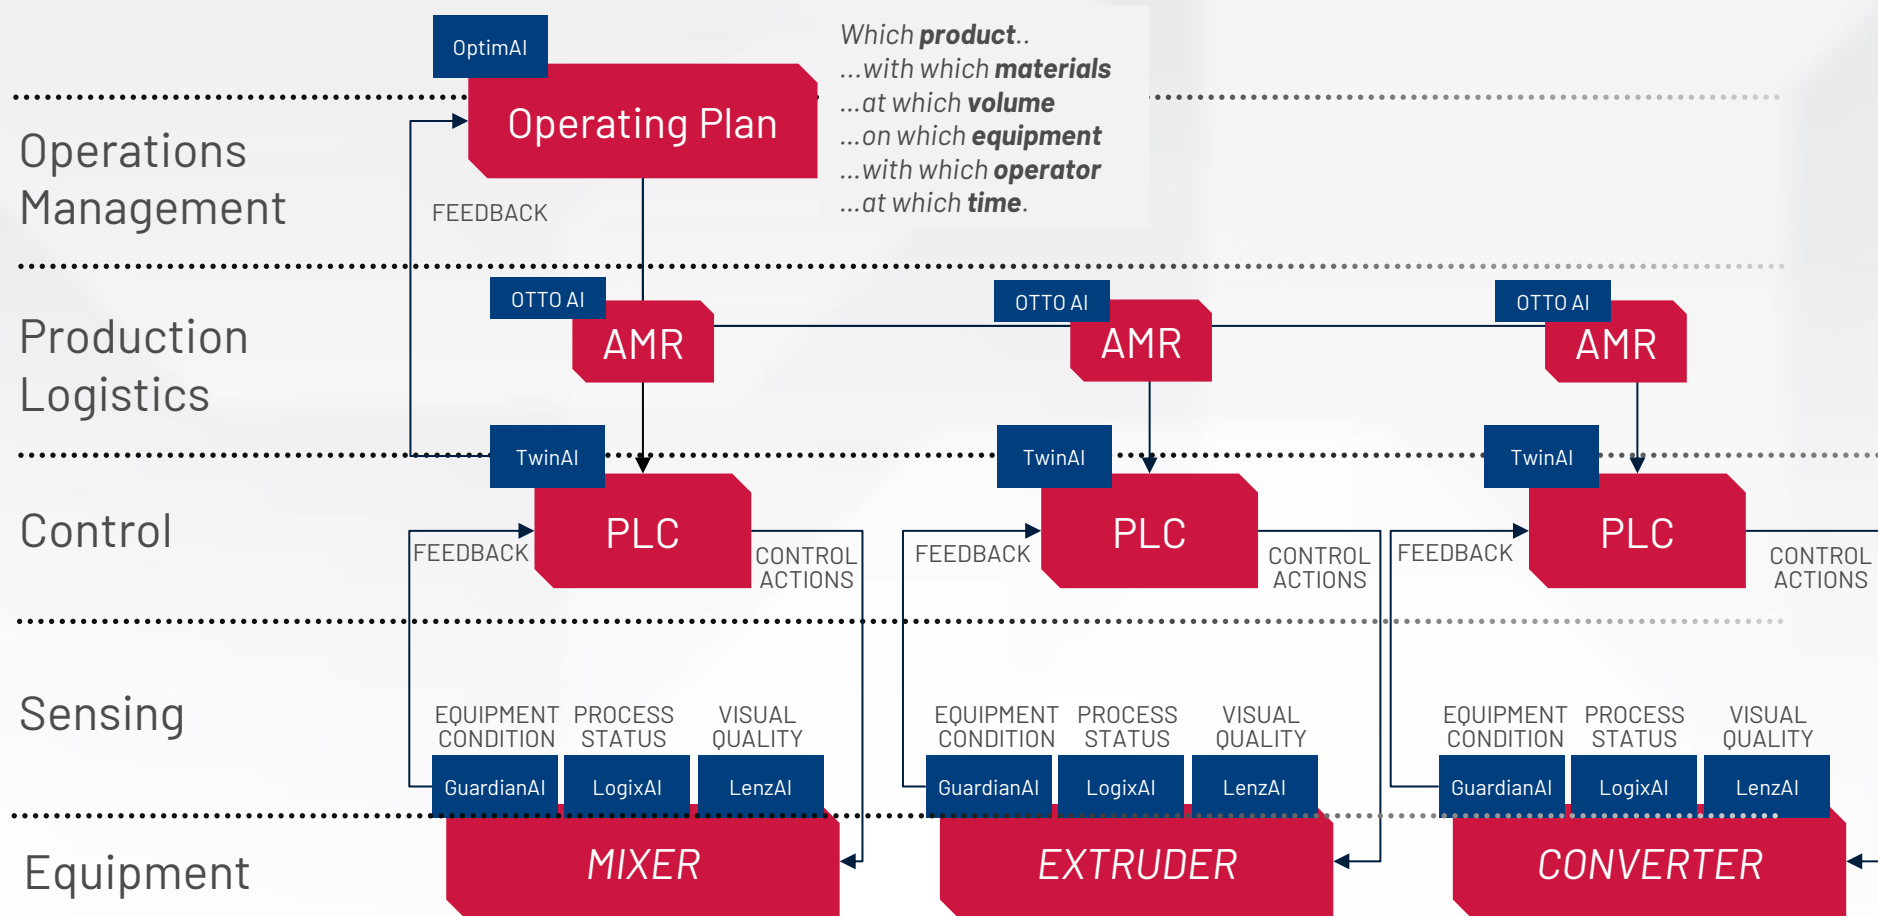 OptimAI
Operating Plan
Which product..
...with which materials
...at which volume
...on which equipment
...with which operator
...at which time.
Operations
Management
FEEDBACK
Production
Logistics
OTTO AI
AMR
OTTO AI
AMR
OTTO AI
AMR
Control
TwinAI
PLC
FEEDBACK
CONTROL
ACTIONS
TwinAI
PLC
FEEDBACK
CONTROL
ACTIONS
TwinAI
PLC
FEEDBACK
CONTROL
ACTIONS
Sensing
EQUIPMENT
CONDITION
PROCESS
STATUS
VISUAL
QUALITY
GuardianAI
LogixAI
LenzAI
EQUIPMENT
CONDITION
PROCESS
STATUS
VISUAL
QUALITY
GuardianAI
LogixAI
LenzAI
EQUIPMENT
CONDITION
PROCESS
STATUS
VISUAL
QUALITY
GuardianAI
LogixAI
LenzAI
Equipment
MIXER
EXTRUDER
CONVERTER